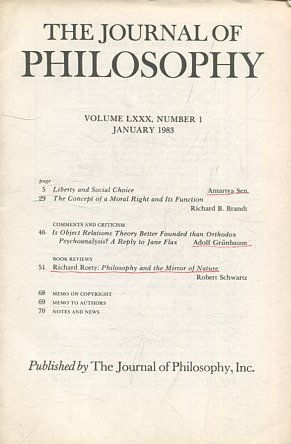 THE JOURNAL OF
PHILOSOPHY
VOLUME LXXX, NUMBER 1
JANUARY 1983
page
5 Liberty and Social Choice Amartya Sen
29 The Concept of a Moral Right and Its Function
Richard B. Brandt
COMMENTS AND CRITICISM
46 Is Object Relations Theory Better Founded than Orthodox
Psychoanalysis? A Reply to Jane Flax Adolf Grünbaum
BOOK REVIEWS
51 Richard Rorty: Philosophy and the Mirror of Nature
Robert Schwartz
68 MEMO ON COPYRIGHT
69 MEMO TO AUTHORS
70 NOTES AND NEWS
Published by The Journal of Philosophy, Inc.